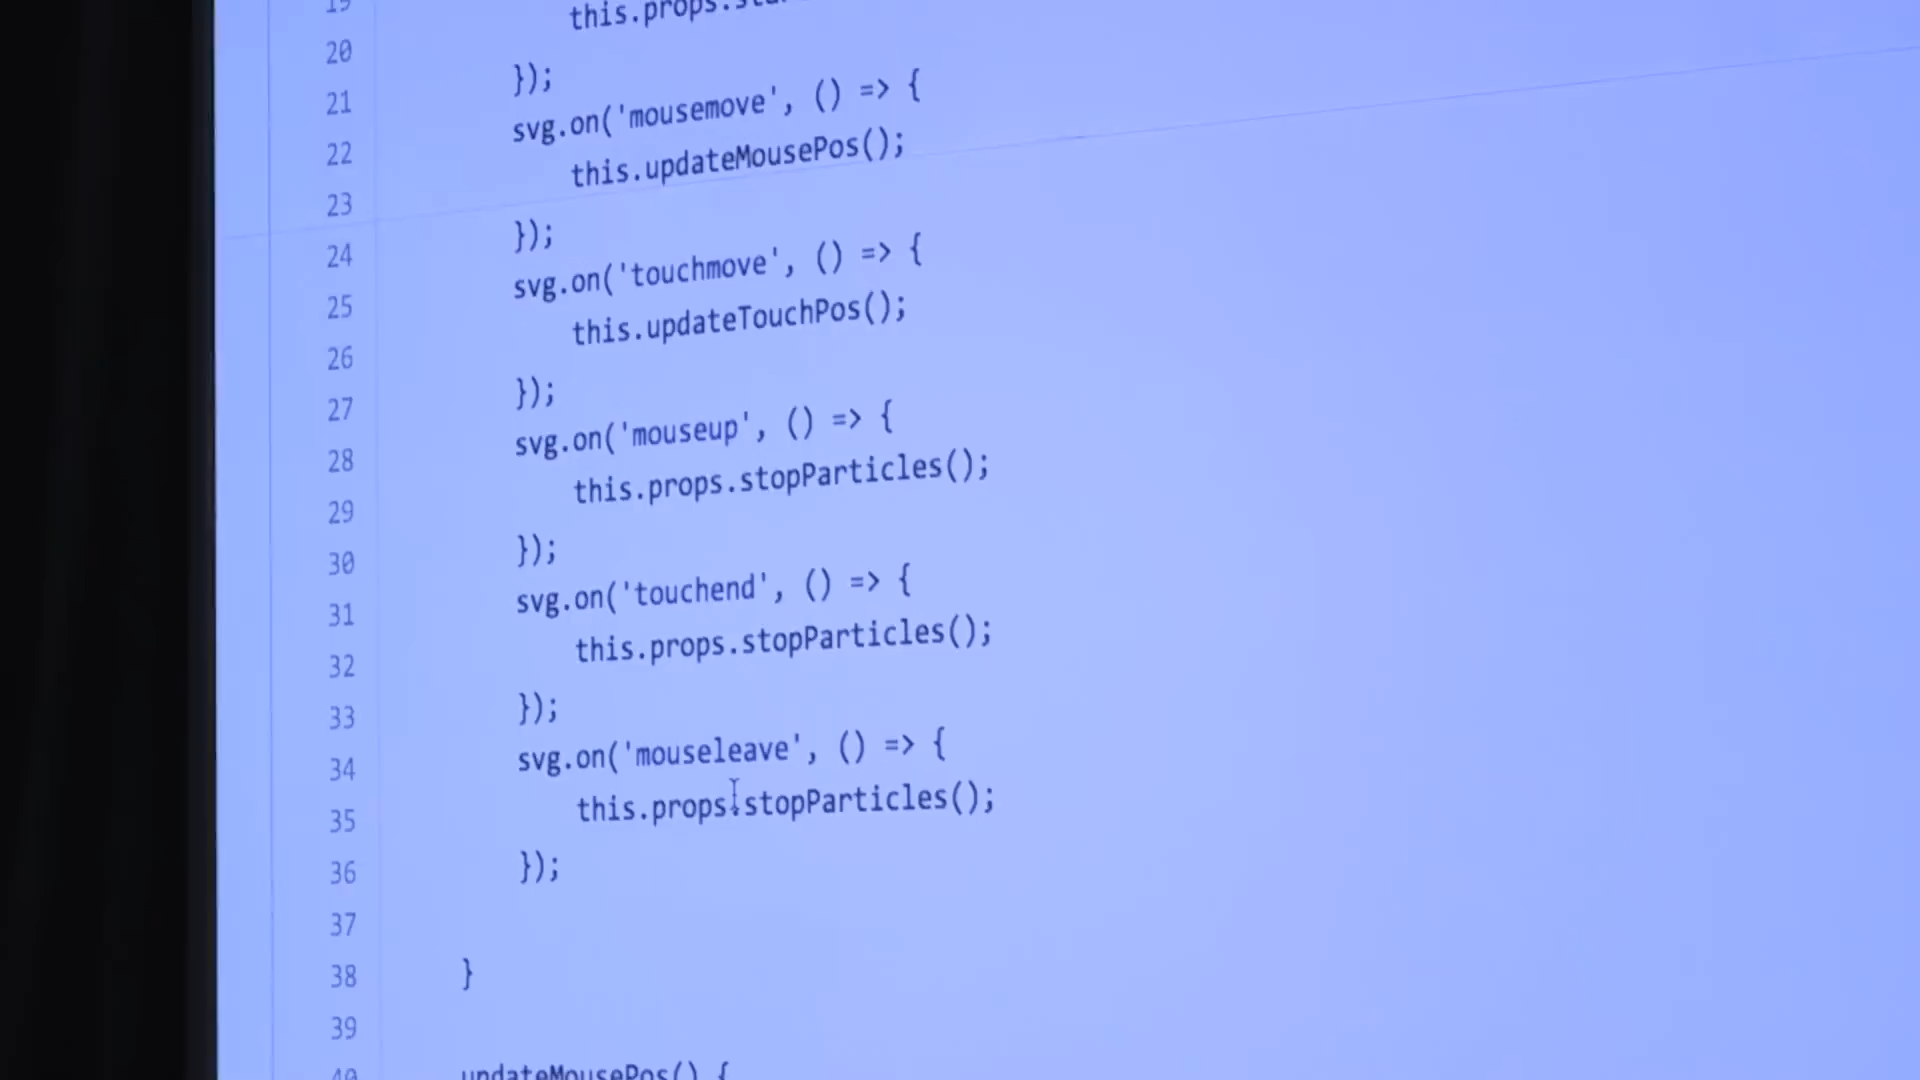 19 this.props.
20 });
21 svg.on('mousemove', () => {
22 this.updateMousePos();
23 });
24 svg.on('touchmove', () => {
25 this.updateTouchPos();
26 });
27 svg.on('mouseup', () => {
28 this.props.stopParticles();
29 });
30 svg.on('touchend', () => {
31 this.props.stopParticles();
32 });
33 svg.on('mouseleave', () => {
34 this.props.stopParticles();
35 });
36
37
38 }
39
40 updateMousePos() {